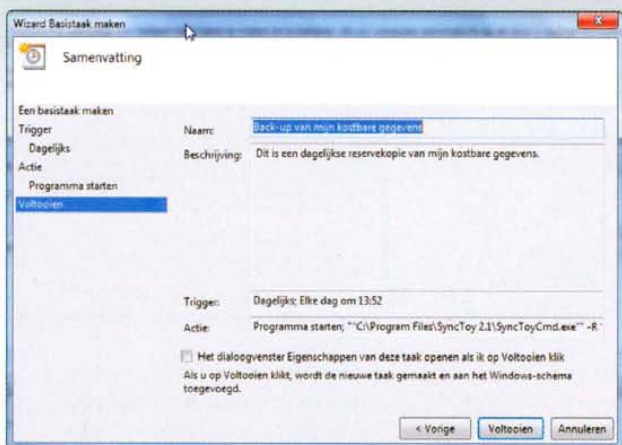 Wizard Basistaak maken
Samenvatting
Een basistaak maken
Trigger
Dagelijks
Actie
Programma starten
Voltooien
Naam: Back-up van mijn kostbare gegevens
Beschrijving: Dit is een dagelijkse reservekopie van mijn kostbare gegevens.
Trigger: Dagelijks; Elke dag om 13:52
Actie: Programma starten; ""C:\Program Files\SyncToy 2.1\SyncToyCmd.exe"" -R
Het dialoogvenster Eigenschappen van deze taak openen als ik op Voltooien klik
Als u op Voltooien klikt, wordt de nieuwe taak gemaakt en aan het Windows-schema
toegevoegd.
< Vorige Voltooien Annuleren